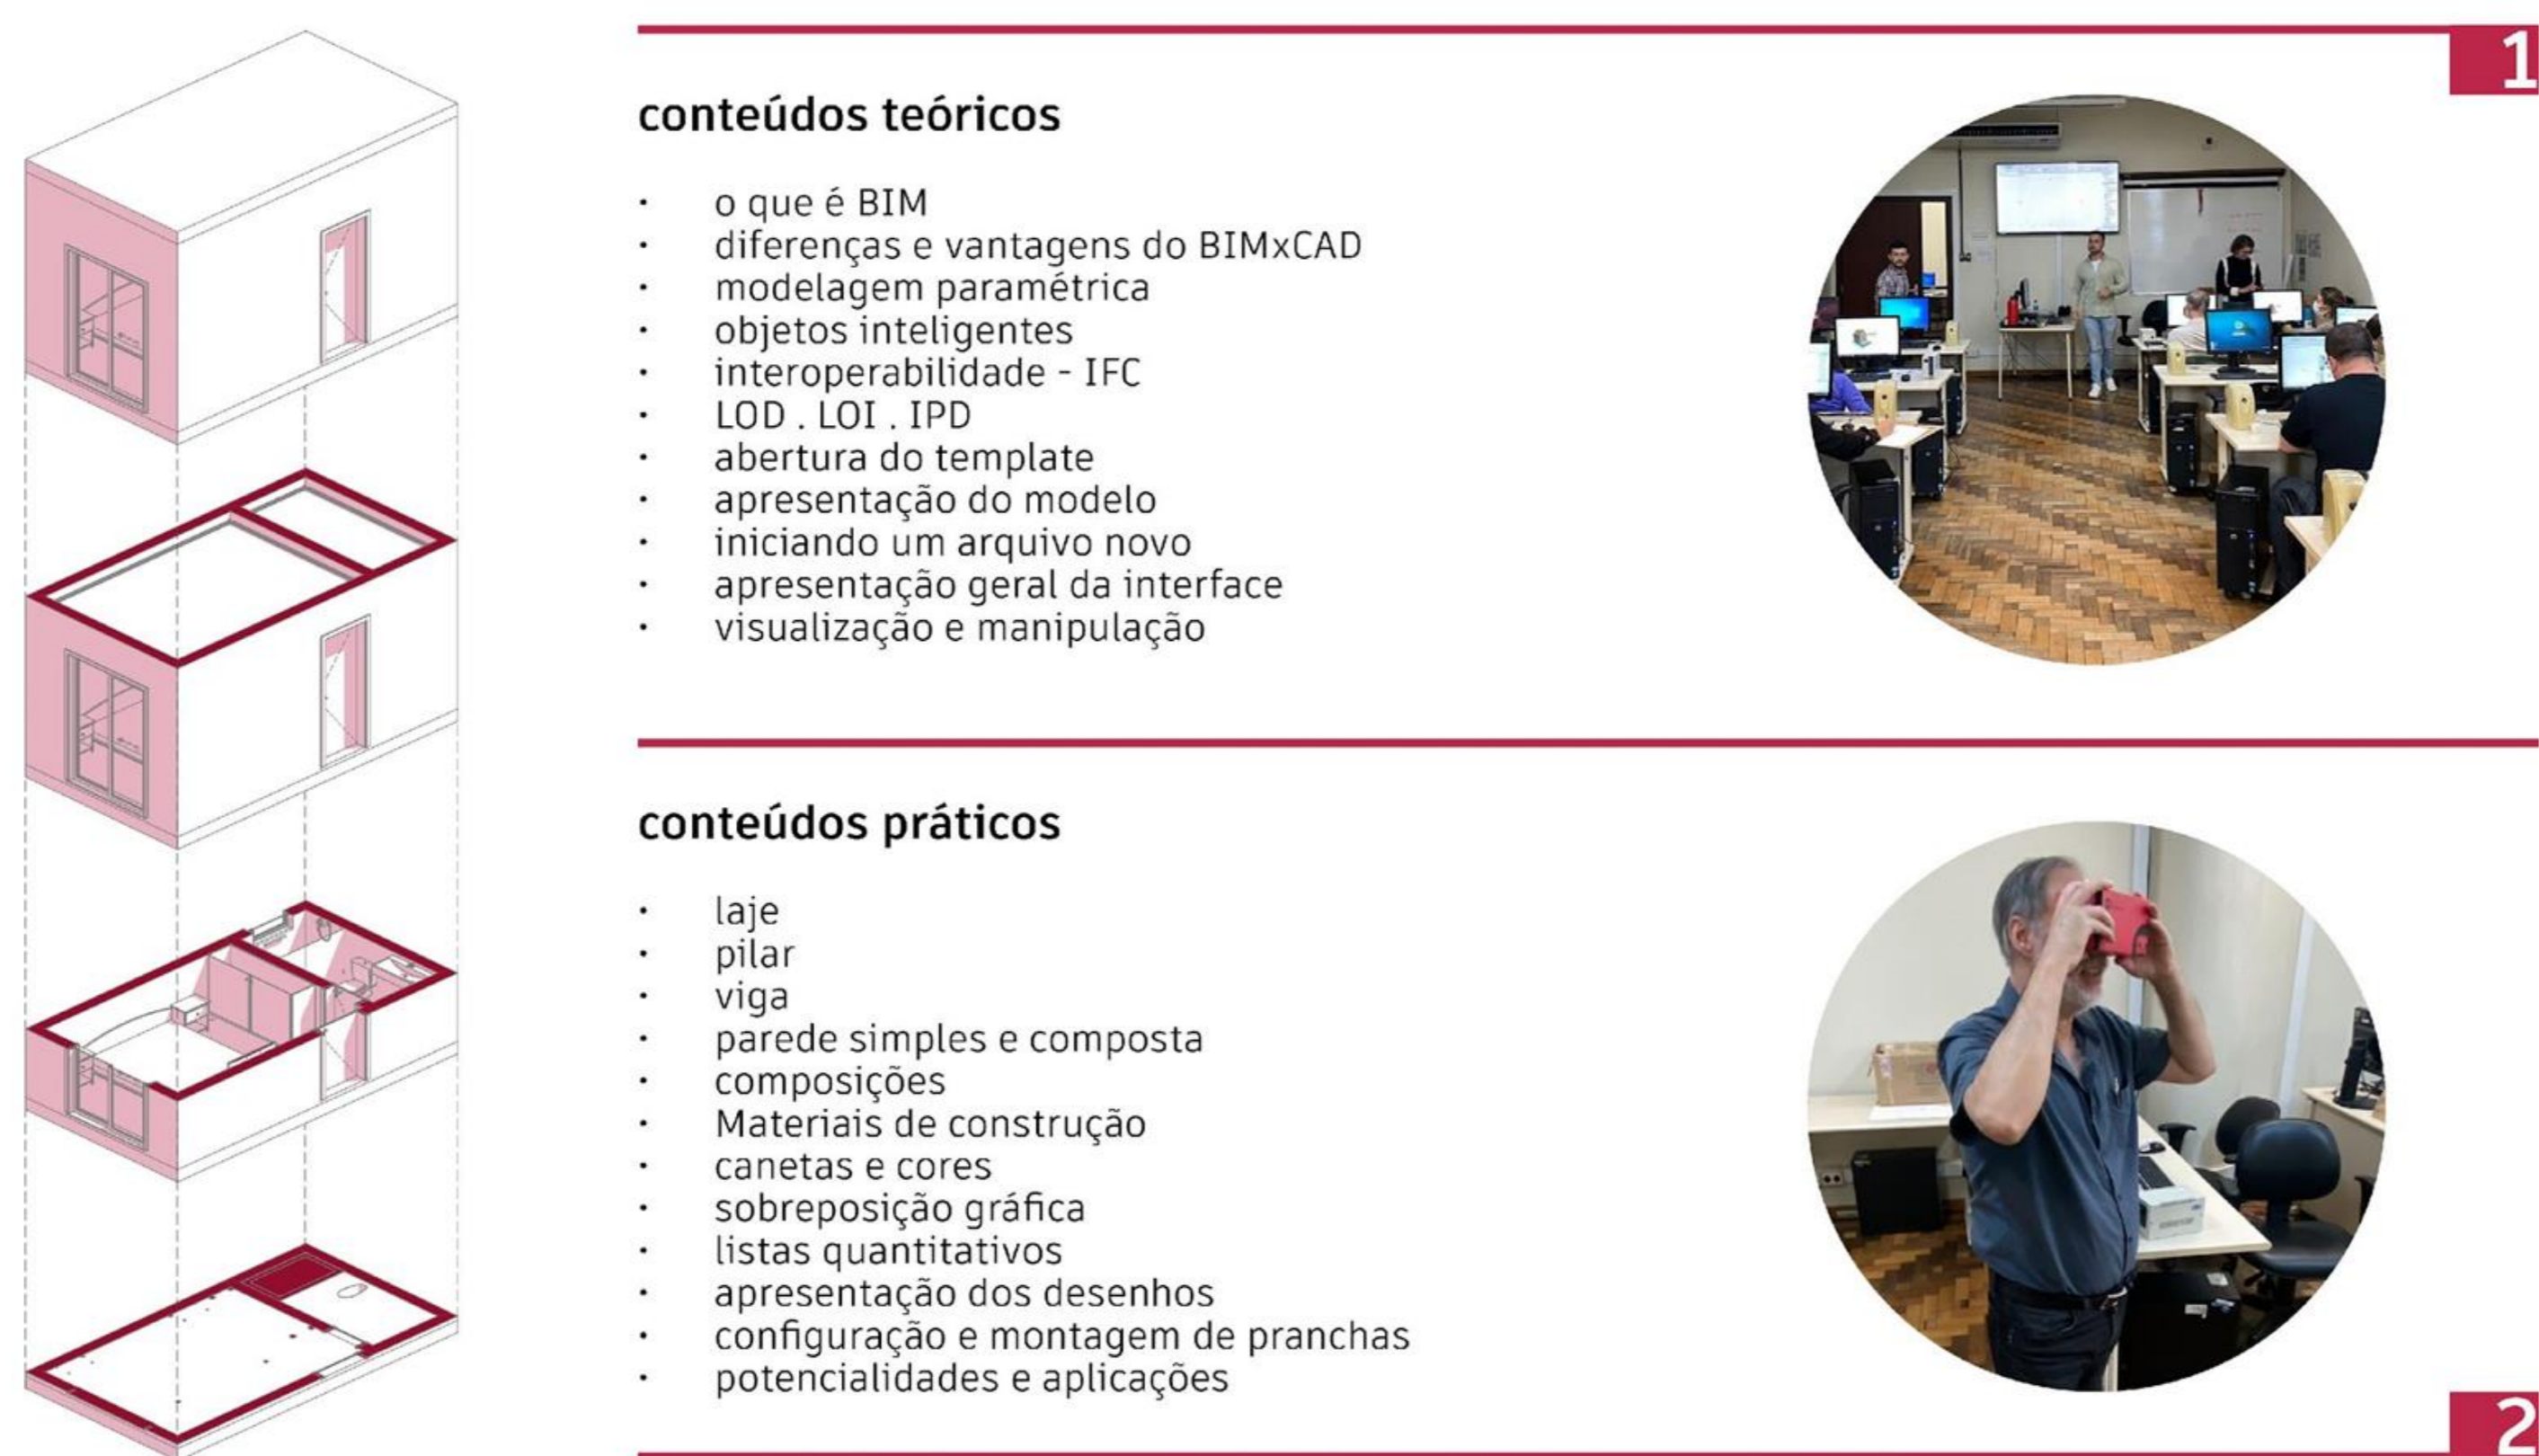 1
conteúdos teóricos
· o que é BIM
· diferenças e vantagens do BIMxCAD
· modelagem paramétrica
· objetos inteligentes
· interoperabilidade - IFC
· LOD . LOI . IPD
· abertura do template
· apresentação do modelo
· iniciando um arquivo novo
· apresentação geral da interface
· visualização e manipulação
conteúdos práticos
· laje
· pilar
· viga
· parede simples e composta
· composições
· Materiais de construção
· canetas e cores
· sobreposição gráfica
· listas quantitativos
· apresentação dos desenhos
· configuração e montagem de pranchas
· potencialidades e aplicações
2